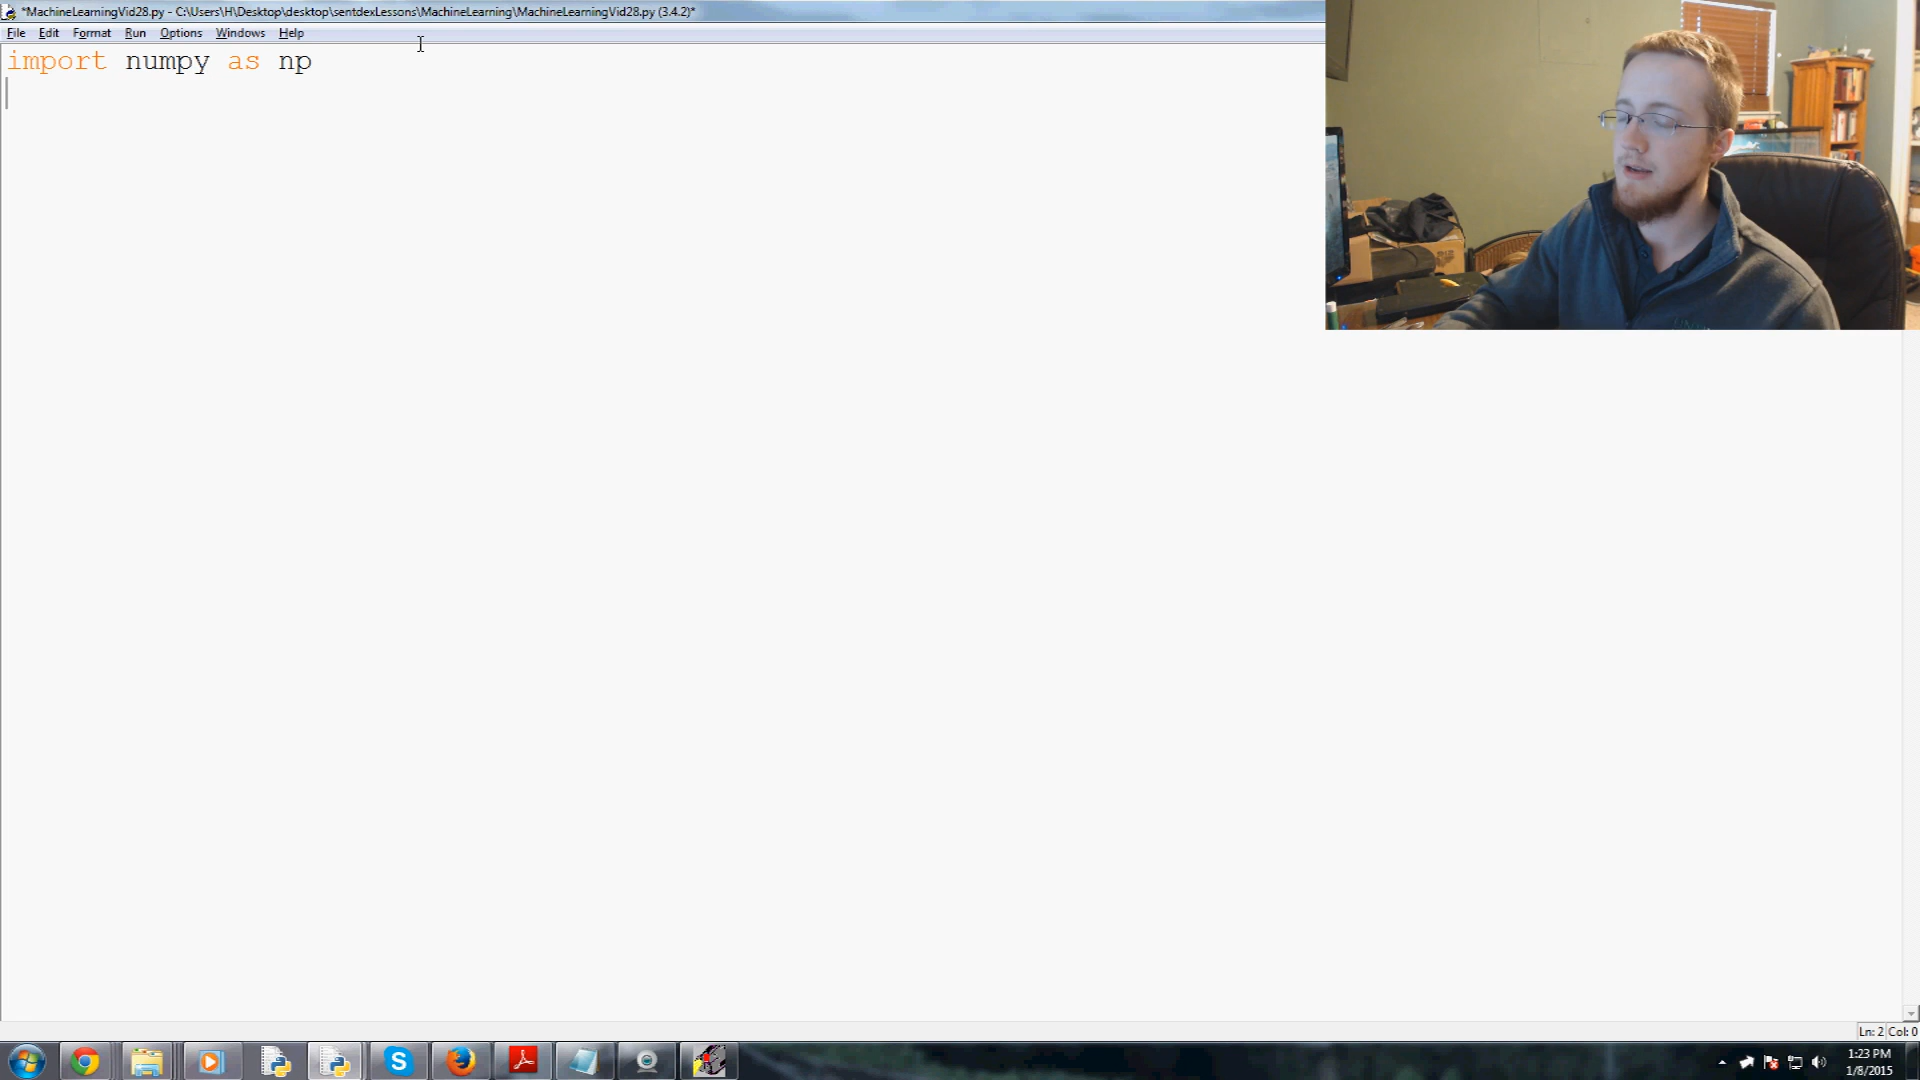 *MachineLearningVid28.py - C:\Users\H\Desktop\desktop\sentdexLessons\MachineLearning\MachineLearningVid28.py (3.4.2)*
File Edit Format Run Options Windows Help
import numpy as np
Ln: 2 Col: 0
1:23 PM
1/8/2015